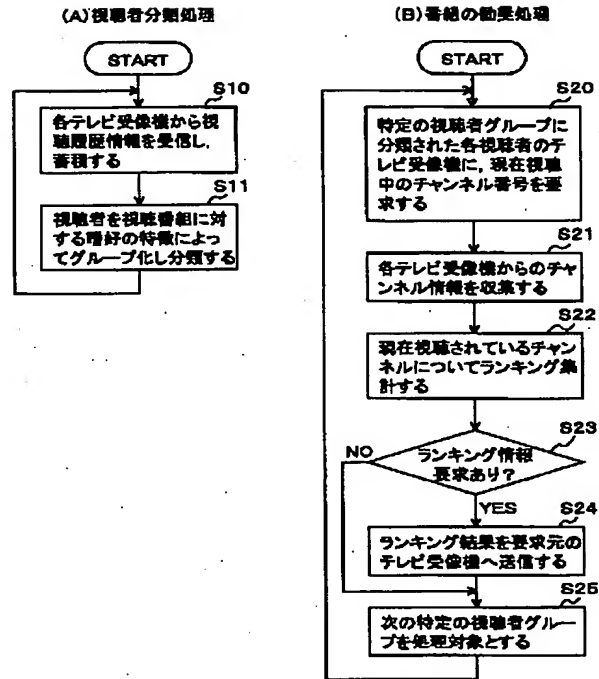 (A)視聴者分類処理
START
S10
各テレビ受像機から視
聴履歴情報を受信し,
蓄積する
S11
視聴者を視聴番組に対
する嗜好の特徴によっ
てグループ化し分類する
(B)番組の勧奨処理
START
S20
特定の視聴者グループに
分類された各視聴者のテ
レビ受像機に,現在視聴
中のチャンネル番号を要
求する
S21
各テレビ受像機からのチャ
ンネル情報を収集する
S22
現在視聴されているチャン
ネルについてランキング集
計する
S23
ランキング情報
要求あり?
NO
YES
S24
ランキング結果を要求元の
テレビ受像機へ送信する
S25
次の特定の視聴者グルー
プを処理対象とする